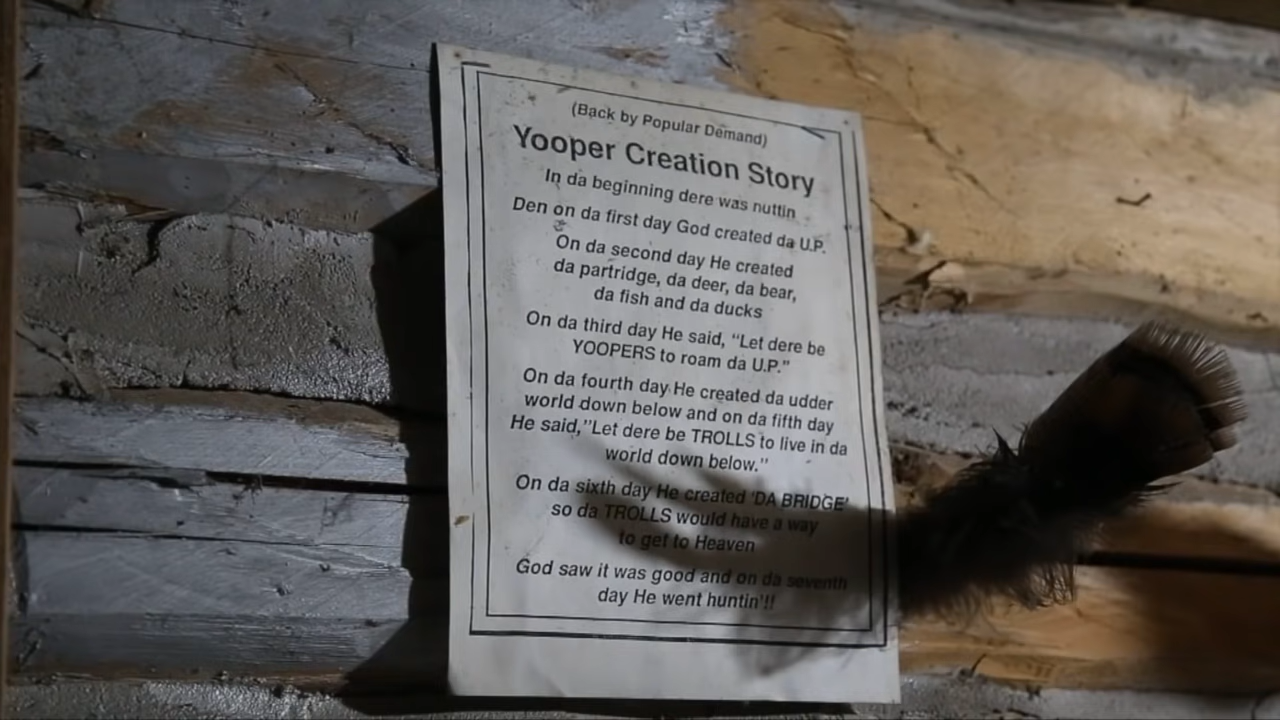 (Back by Popular Demand)
Yooper Creation Story
In da beginning dere was nuttin
Den on da first day God created da U.P.
On da second day He created
da partridge, da deer, da bear,
da fish and da ducks
On da third day He said, "Let dere be
YOOPERS to roam da U.P."
On da fourth day He created da udder
world down below and on da fifth day
He said,"Let dere be TROLLS to live in da
world down below."
On da sixth day He created 'DA BRIDGE'
so da TROLLS would have a way
to get to Heaven
God saw it was good and on da seventh
day He went huntin'!!